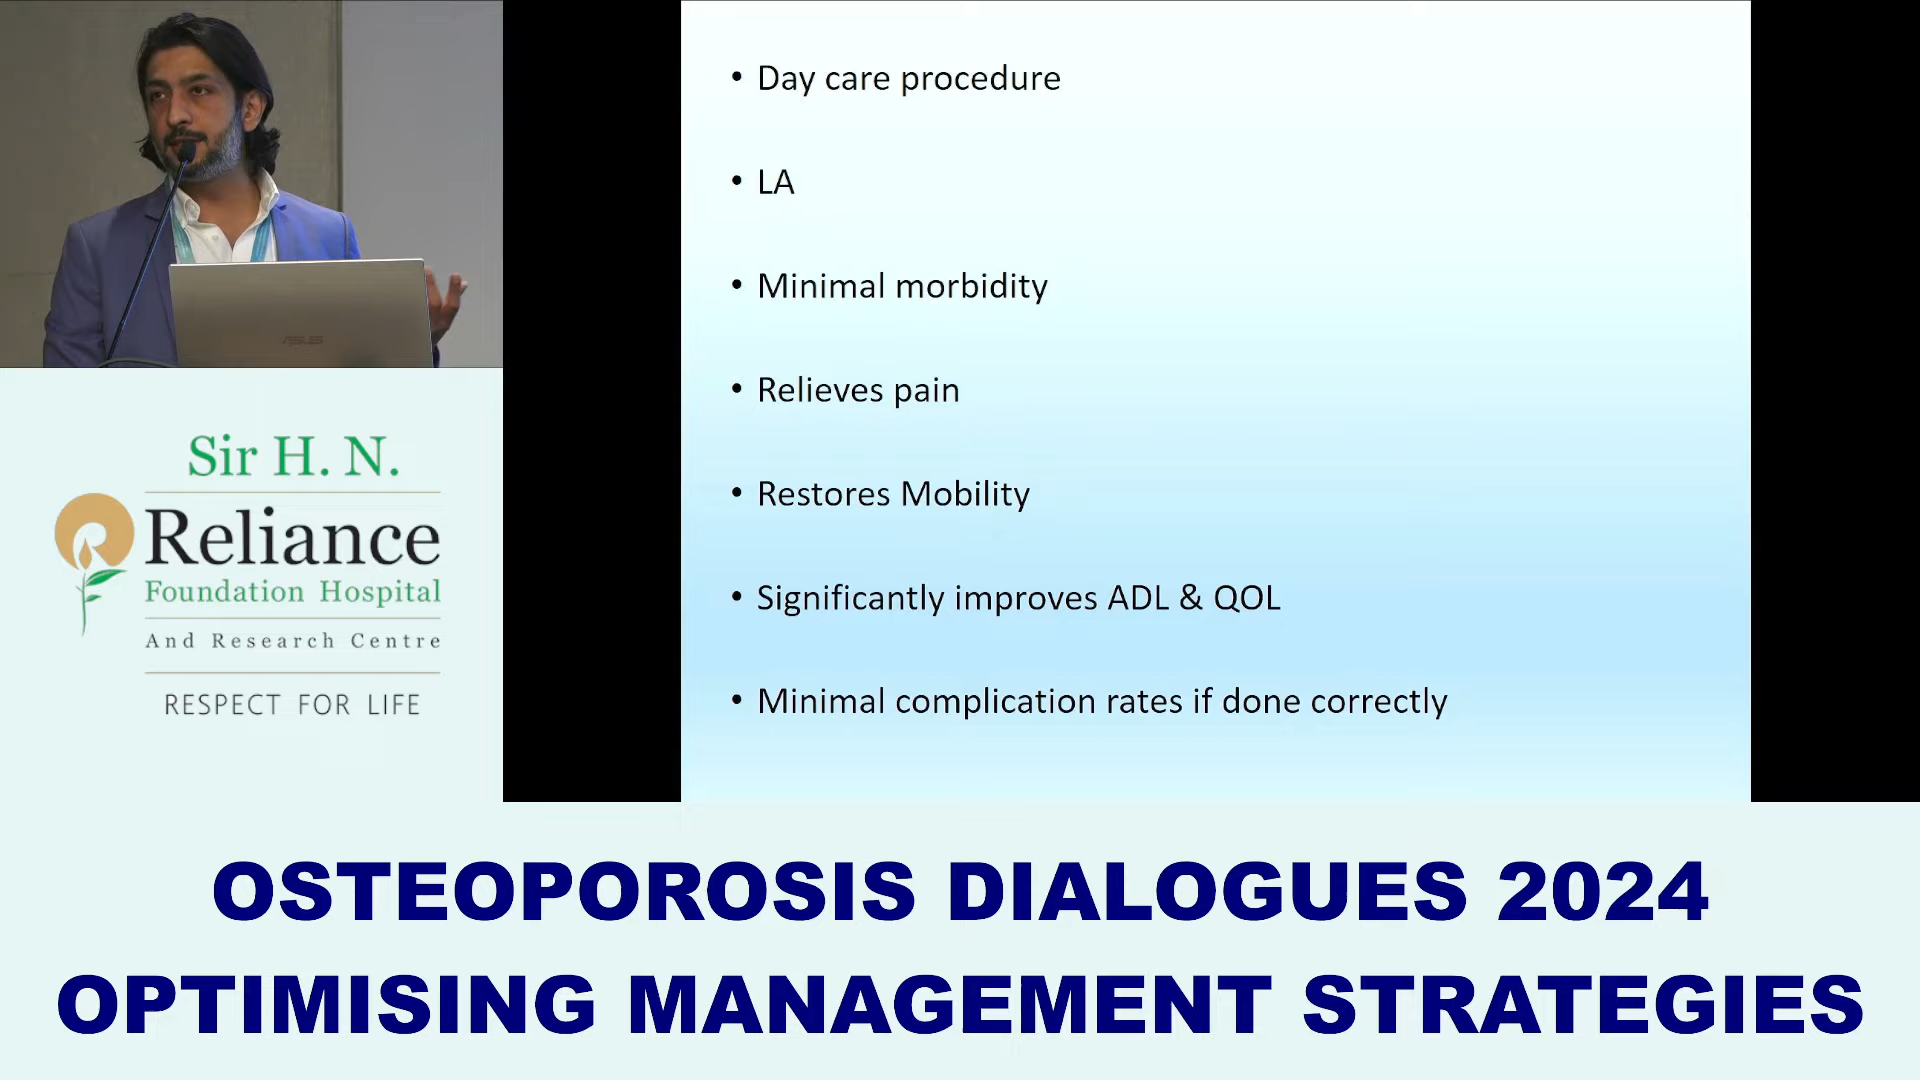 • Day care procedure
• LA
• Minimal morbidity
• Relieves pain
• Restores Mobility
• Significantly improves ADL & QOL
• Minimal complication rates if done correctly
ASUS
Sir H. N.
Reliance
Foundation Hospital
And Research Centre
RESPECT FOR LIFE
OSTEOPOROSIS DIALOGUES 2024
OPTIMISING MANAGEMENT STRATEGIES